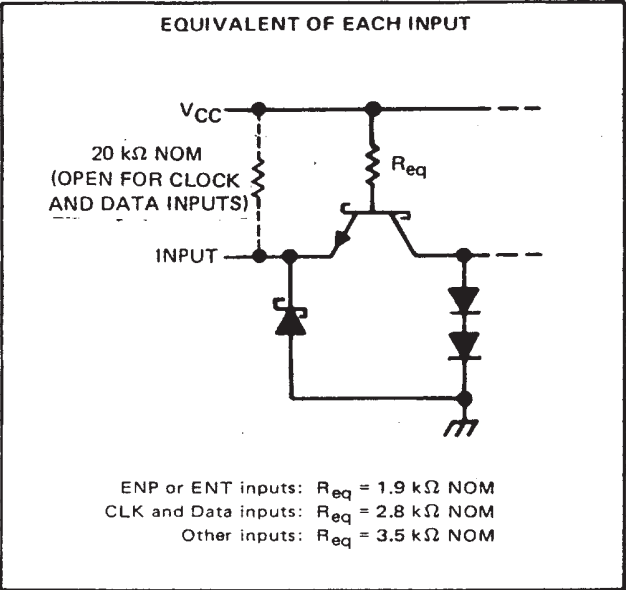 EQUIVALENT OF EACH INPUT
VCC
20 kΩ NOM
(OPEN FOR CLOCK
AND DATA INPUTS)
Req
INPUT
ENP or ENT inputs: Req = 1.9 kΩ NOM
CLK and Data inputs: Req = 2.8 kΩ NOM
Other inputs: Req = 3.5 kΩ NOM